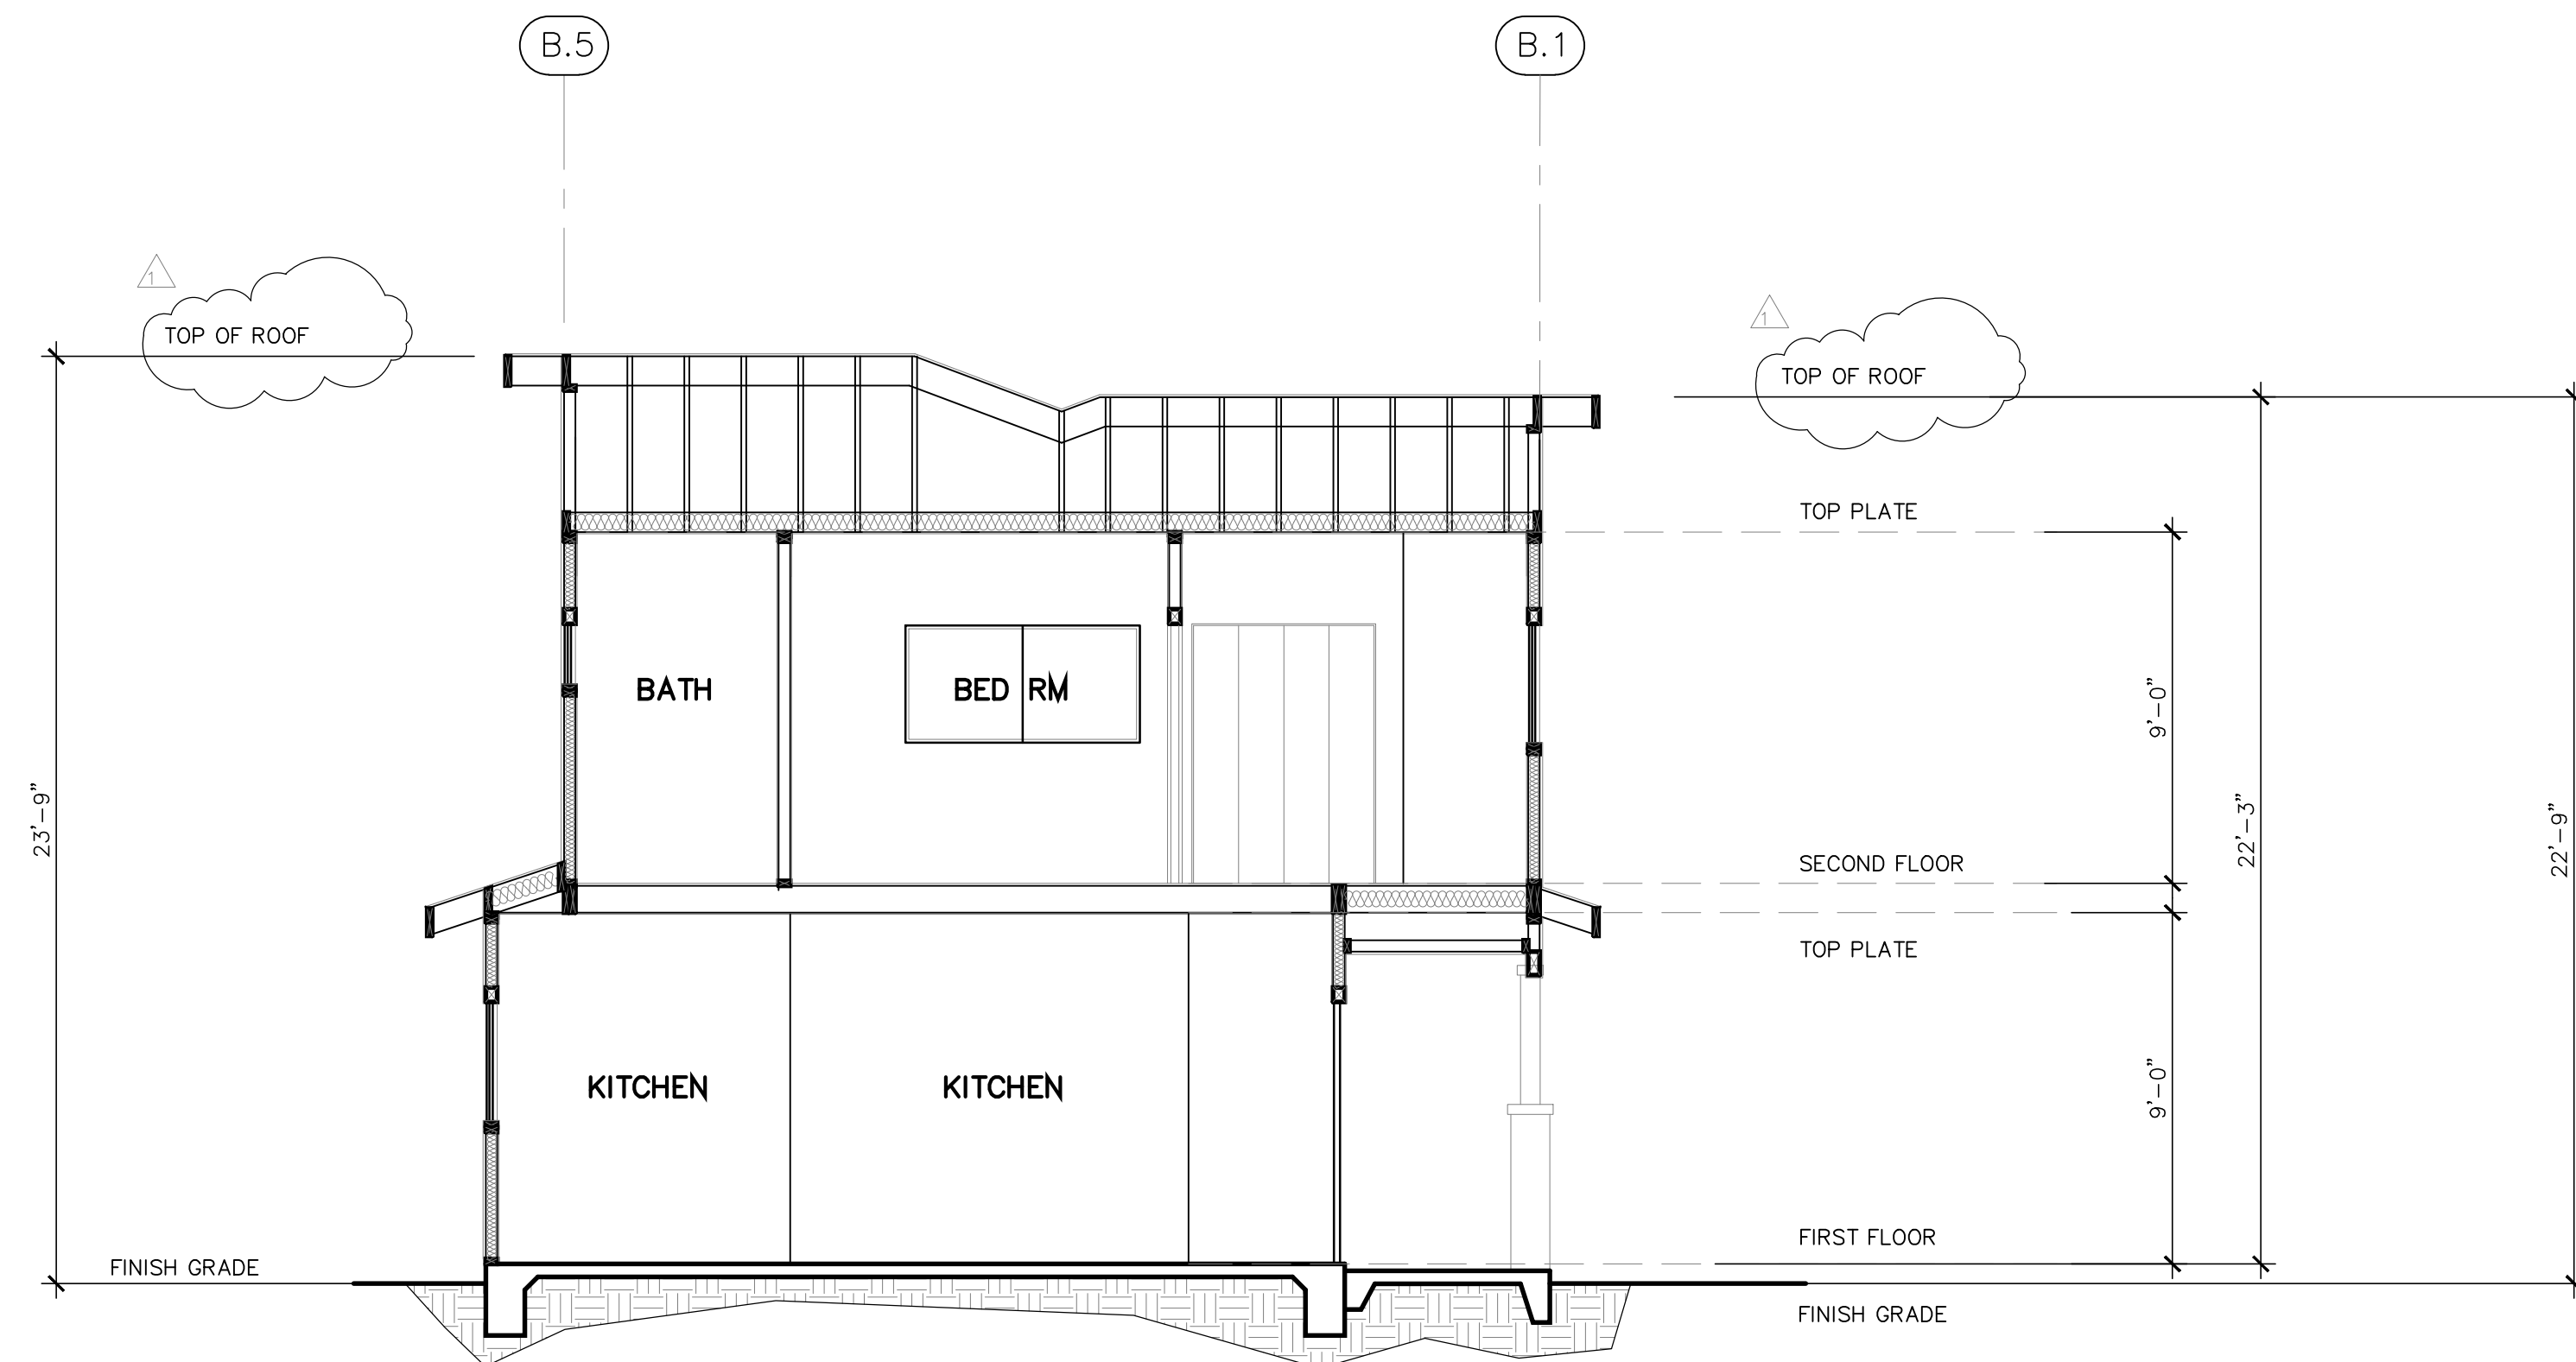 B.5
B.1
1
TOP OF ROOF
1
TOP OF ROOF
TOP PLATE
BATH
BED RM
9'-0"
23'-9"
22'-3"
22'-9"
SECOND FLOOR
TOP PLATE
KITCHEN
KITCHEN
9'-0"
FIRST FLOOR
FINISH GRADE
FINISH GRADE